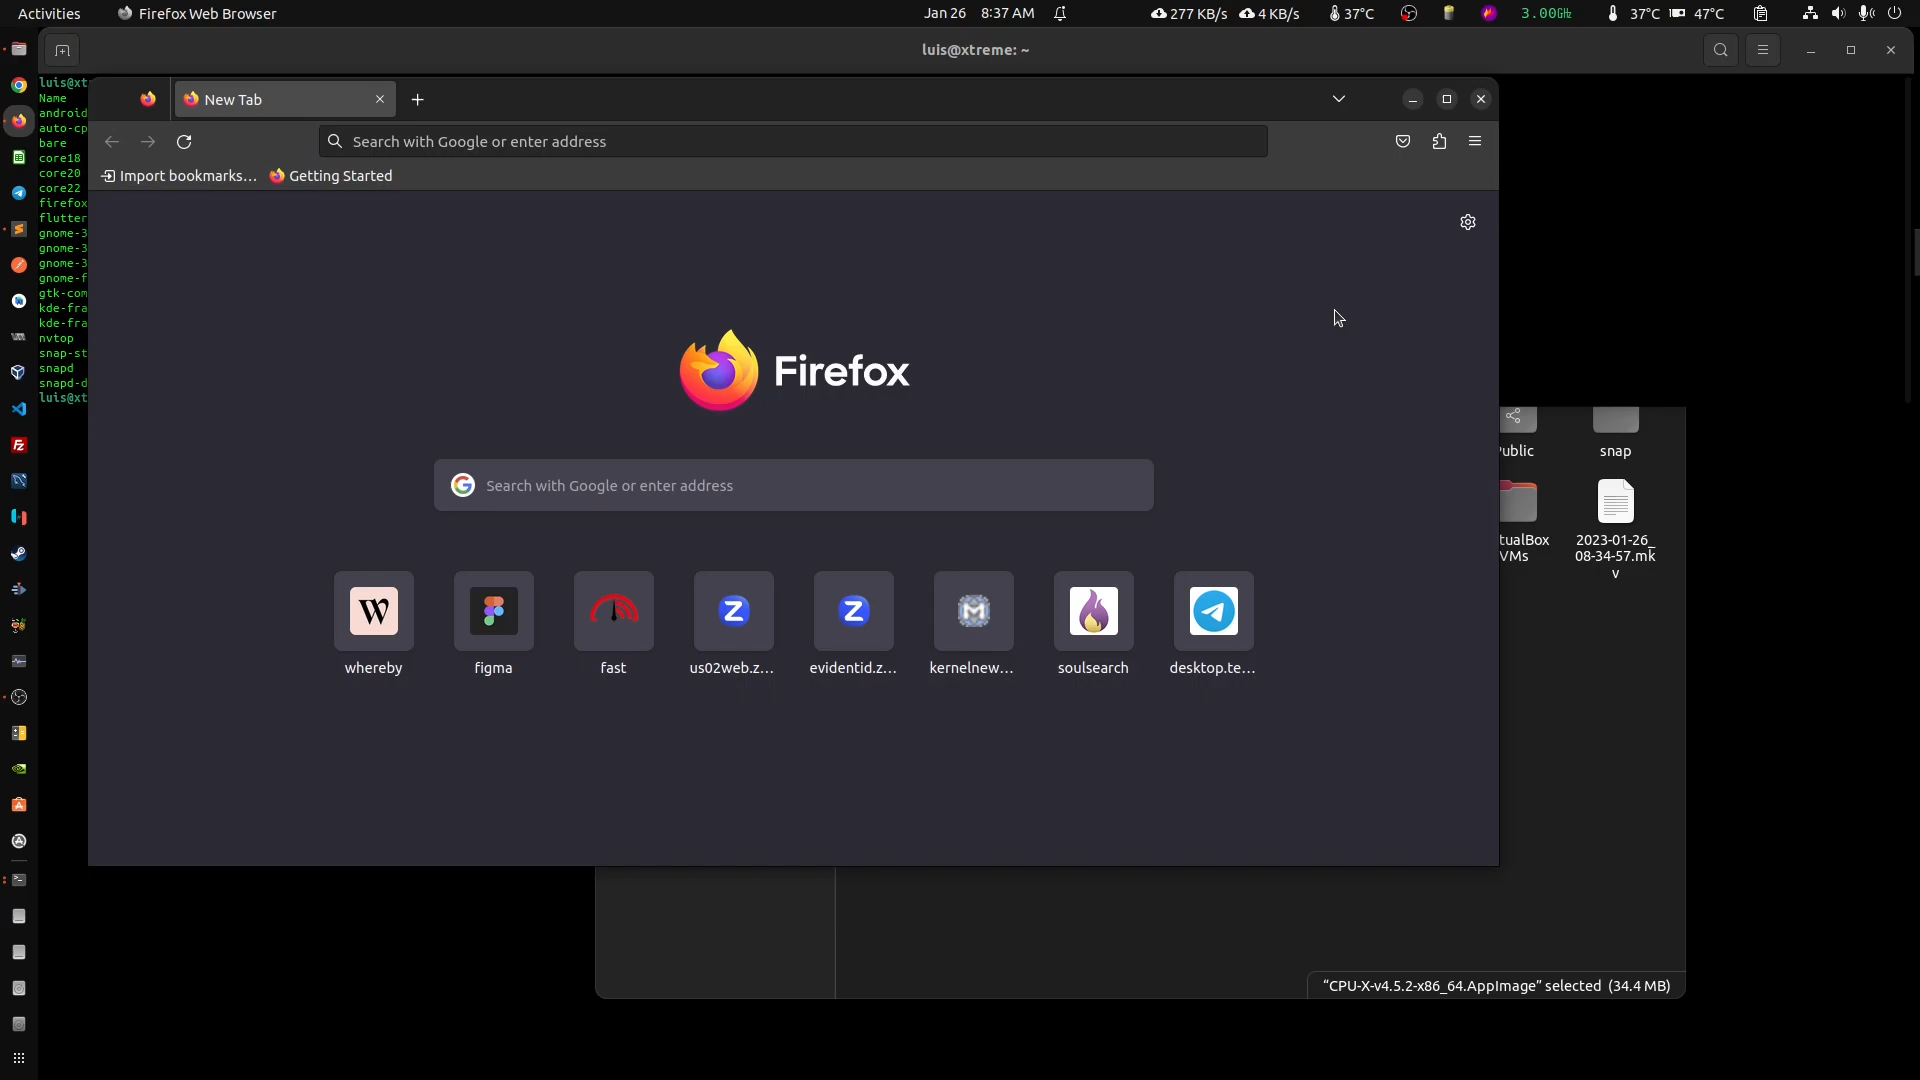 Activities
Firefox Web Browser
Jan 26 8:37 AM
277 KB/s
4 KB/s
37°C
3.00GHz
37°C
47°C
luis@xtreme: ~
luis@xt
Name
android
auto-cp
bare
core18
core20
core22
firefox
flutter
gnome-3
gnome-3
gnome-3
gnome-f
gtk-com
kde-fra
kde-fra
nvtop
snap-st
snapd
snapd-d
luis@xt
New Tab
Search with Google or enter address
Import bookmarks...
Getting Started
Firefox
Search with Google or enter address
whereby
figma
fast
us02web.z...
evidentid.z...
kernelnew...
soulsearch
desktop.te...
Public
snap
tualBox
VMs
2023-01-26_
08-34-57.mk
v
“CPU-X-v4.5.2-x86_64.AppImage” selected (34.4 MB)